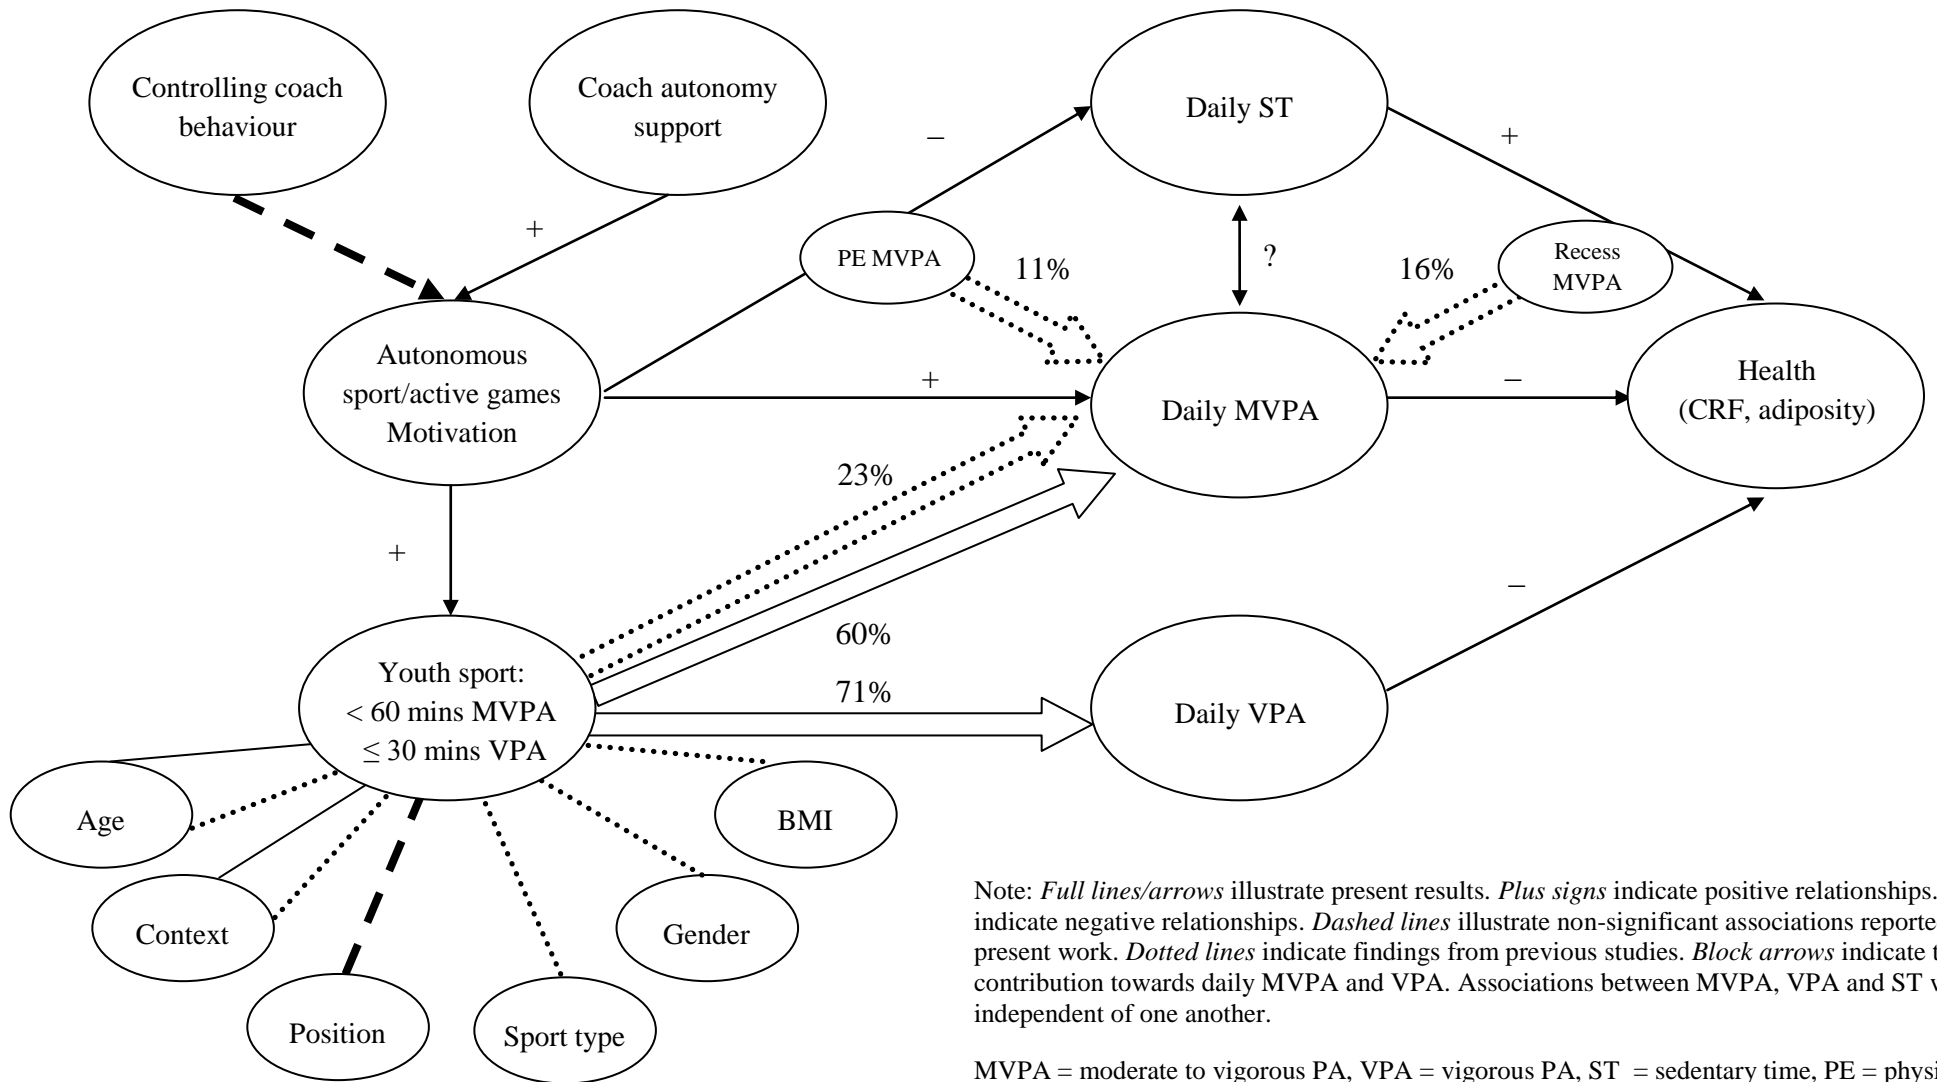 Controlling coach
behaviour
Coach autonomy
support
Daily ST
–
+
+
PE MVPA
11%
?
16%
Recess
MVPA
Autonomous
sport/active games
Motivation
+
Daily MVPA
–
Health
(CRF, adiposity)
23%
+
60%
–
Youth sport:
< 60 mins MVPA
≤ 30 mins VPA
71%
Daily VPA
Age
BMI
Context
Gender
Position
Sport type
Note: Full lines/arrows illustrate present results. Plus signs indicate positive relationships.
indicate negative relationships. Dashed lines illustrate non-significant associations reported
present work. Dotted lines indicate findings from previous studies. Block arrows indicate
contribution towards daily MVPA and VPA. Associations between MVPA, VPA and ST
independent of one another.
MVPA = moderate to vigorous PA, VPA = vigorous PA, ST = sedentary time, PE =